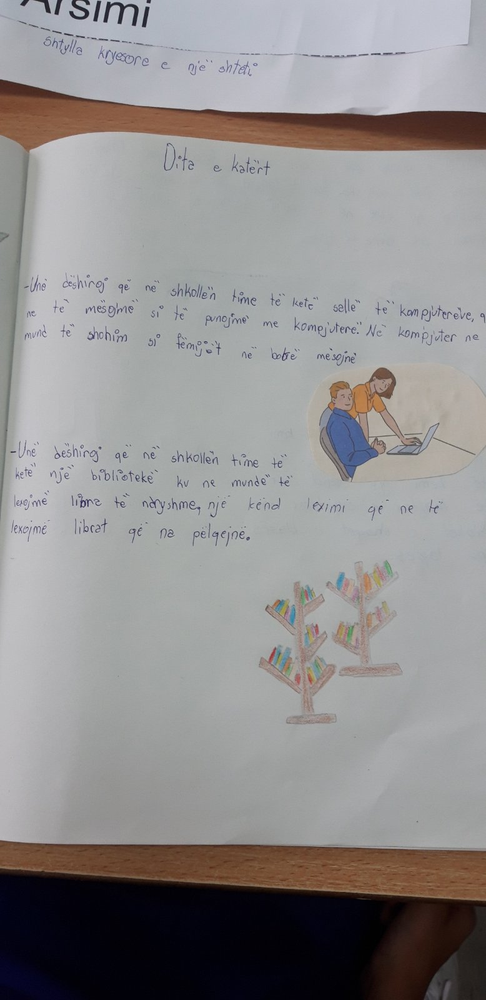 Arsimi
shtylla kryesore e një shteti.
Dita e katërt
-Unë dëshiroj që në shkollën time të ketë sallë të kompjuterëve, q
ne të mësojmë si të punojmë me kompjuterë. Në kompjuter ne
mund të shohim si fëmijët në botë mësojnë
-Unë dëshiroj që në shkollën time të
ketë një bibliotekë ku ne mundë të
lexojmë libra të ndryshme, një kënd leximi që ne të
lexojmë librat që na pëlqejnë.